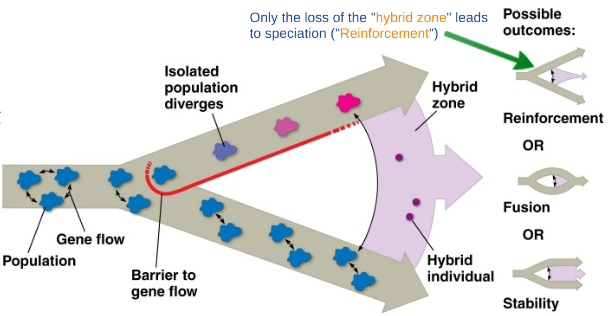 Only the loss of the "hybrid zone" leads
to speciation ("Reinforcement")
Possible
outcomes:
Isolated
population
diverges
Hybrid
zone
Reinforcement
OR
Fusion
OR
Stability
Gene flow
Population
Barrier to
gene flow
Hybrid
individual